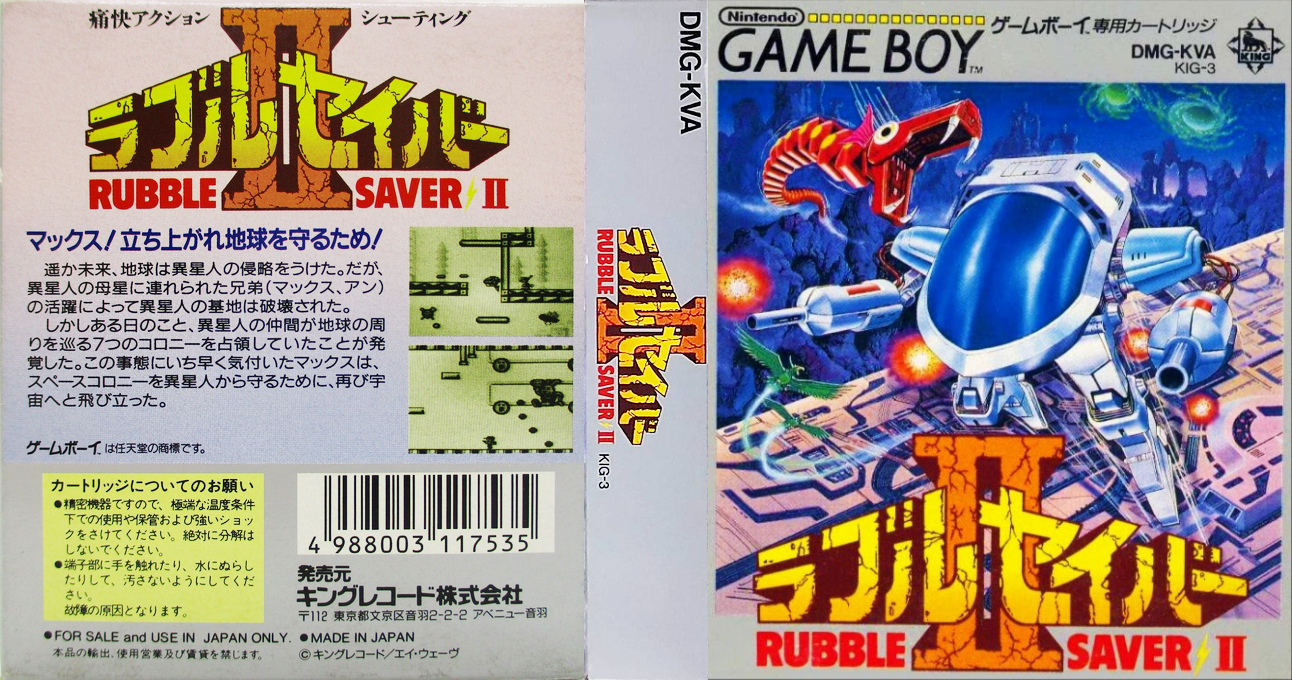 痛快アクション シューティング
II
ラブルセイバー
RUBBLE SAVER II
マックス！立ち上がれ地球を守るため！
遥か未来、地球は異星人の侵略をうけた。だが、
異星人の母星に連れられた兄弟(マックス、アン)
の活躍によって異星人の基地は破壊された。
しかしある日のこと、異星人の仲間が地球の周
りを巡る7つのコロニーを占領していたことが発
覚した。この事態にいち早く気付いたマックスは、
スペースコロニーを異星人から守るために、再び宇
宙へと飛び立った。
ゲームボーイ™は任天堂の商標です。
カートリッジについてのお願い
●精密機器ですので、極端な温度条件
下での使用や保管および強いショッ
クをさけてください。絶対に分解は
しないでください。
●端子部に手を触れたり、水にぬらし
たりして、汚さないようにしてくだ
さい。
故障の原因となります。
4 988003 117535
発売元
キングレコード株式会社
〒112 東京都文京区音羽2-2-2 アベニュー音羽
●FOR SALE and USE IN JAPAN ONLY. ●MADE IN JAPAN
本品の輸出、使用営業及び賃貸を禁じます。
©キングレコード/エイ・ウェーヴ
DMG-KVA
II
ラブルセイバー
RUBBLE SAVER II
KIG-3
Nintendo
GAME BOY™
ゲームボーイ™専用カートリッジ
DMG-KVA
KIG-3
KING
II
ラブルセイバー
RUBBLE SAVER II